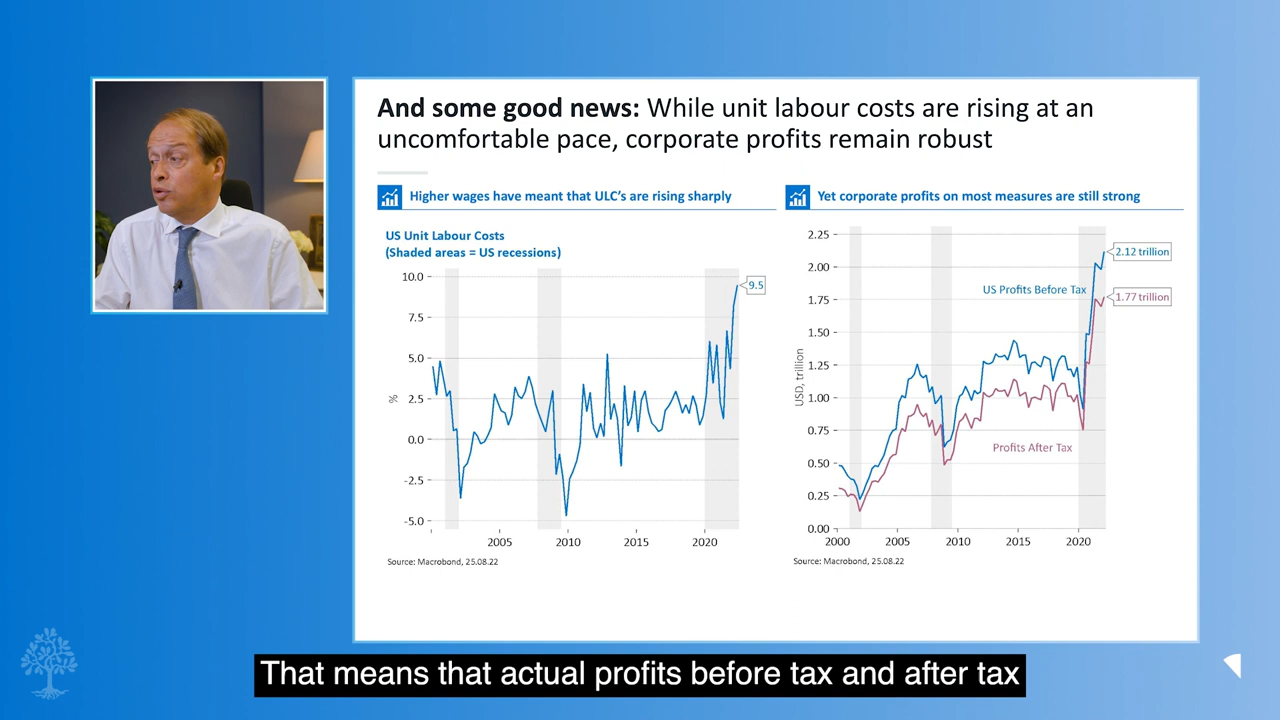 And some good news: While unit labour costs are rising at an
uncomfortable pace, corporate profits remain robust
Higher wages have meant that ULC's are rising sharply
US Unit Labour Costs
(Shaded areas = US recessions)
10.0
7.5
5.0
2.5
0.0
-2.5
-5.0
%
9.5
2005
2010
2015
2020
Source: Macrobond, 25.08.22
Yet corporate profits on most measures are still strong
2.25
2.00
1.75
1.50
1.25
1.00
0.75
0.50
0.25
0.00
USD, trillion
US Profits Before Tax
Profits After Tax
2.12 trillion
1.77 trillion
2000
2005
2010
2015
2020
Source: Macrobond, 25.08.22
That means that actual profits before tax and after tax